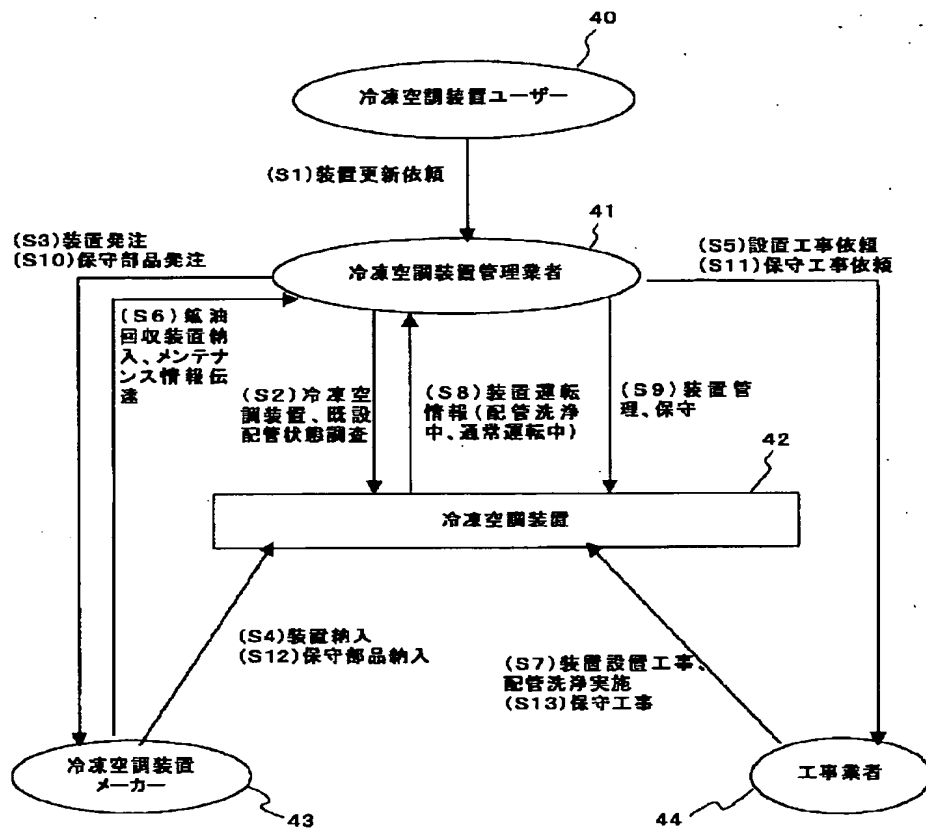 40
冷凍空調装置ユーザー
(S1)装置更新依頼
41
(S3)装置発注
(S10)保守部品発注
冷凍空調装置管理業者
(S5)設置工事依頼
(S11)保守工事依頼
(S6)鉱油
回収装置納
入、メンテナ
ンス情報伝
達
(S2)冷凍空
調装置、既設
配管状態調査
(S8)装置運転
情報(配管洗浄
中、通常運転中)
(S9)装置管
理、保守
42
冷凍空調装置
(S4)装置納入
(S12)保守部品納入
(S7)装置設置工事、
配管洗浄実施
(S13)保守工事
冷凍空調装置
メーカー
43
工事業者
44